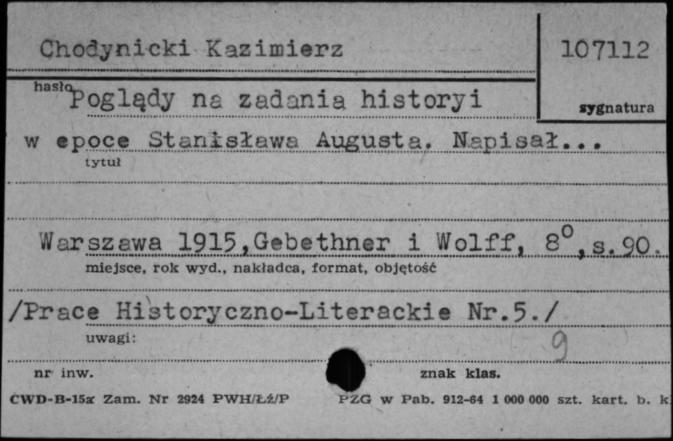 Chodynicki Kazimierz
107112
hasło
Poglądy na zadania historyi
sygnatura
w epoce Stanisława Augusta. Napisał...
tytuł
Warszawa 1915,Gebethner i Wolff, 8°,s.90.
miejsce, rok wyd., nakładca, format, objętość
/Prace Historyczno-Literackie Nr.5./
uwagi:
9
nr inw.
znak klas.
CWD-B-15a Zam. Nr 2924 PWH/Łź/P
PZG w Pab. 912-64 1 000 000 szt. kart. b. k